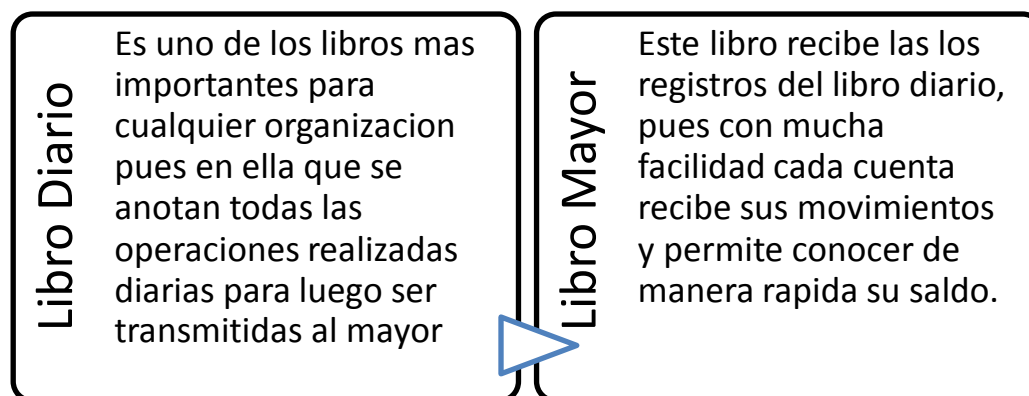 Libro Diario
Es uno de los libros mas
importantes para
cualquier organizacion
pues en ella que se
anotan todas las
operaciones realizadas
diarias para luego ser
transmitidas al mayor
Libro Mayor
Este libro recibe las los
registros del libro diario,
pues con mucha
facilidad cada cuenta
recibe sus movimientos
y permite conocer de
manera rapida su saldo.